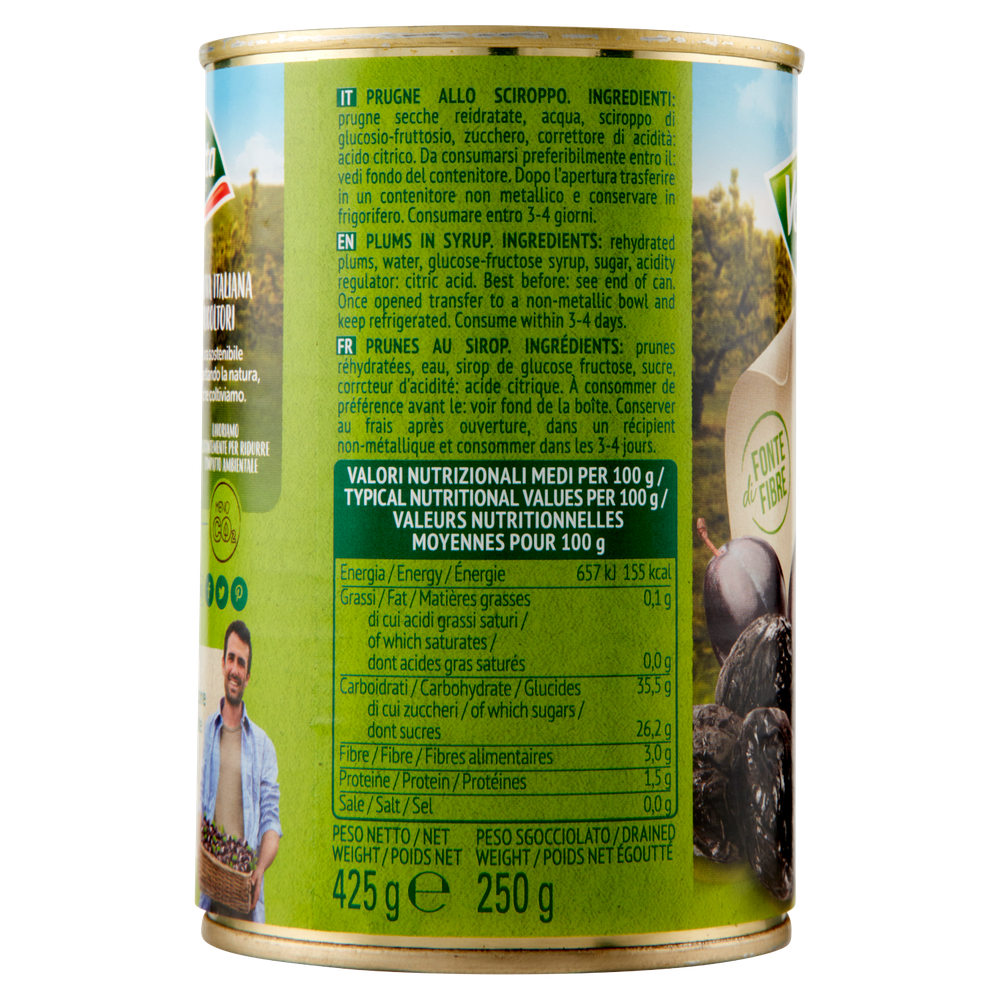 IT PRUGNE ALLO SCIROPPO. INGREDIENTI:
prugne secche reidratate, acqua, sciroppo di
glucosio-fruttosio, zucchero, correttore di acidità:
acido citrico. Da consumarsi preferibilmente entro il:
vedi fondo del contenitore. Dopo l'apertura trasferire
in un contenitore non metallico e conservare in
frigorifero. Consumare entro 3-4 giorni.
EN PLUMS IN SYRUP. INGREDIENTS: rehydrated
plums, water, glucose-fructose syrup, sugar, acidity
regulator: citric acid. Best before: see end of can.
Once opened transfer to a non-metallic bowl and
keep refrigerated. Consume within 3-4 days.
FR PRUNES AU SIROP. INGRÉDIENTS: prunes
réhydratées, eau, sirop de glucose fructose, sucre,
corrcteur d'acidité: acide citrique. À consommer de
préférence avant le: voir fond de la boîte. Conserver
au frais après ouverture, dans un récipient
non-métallique et consommer dans les 3-4 jours.
VALORI NUTRIZIONALI MEDI PER 100 g/
TYPICAL NUTRITIONAL VALUES PER 100 g/
VALEURS NUTRITIONNELLES
MOYENNES POUR 100 g
Energia/Energy/Énergie 657 kJ 155 kcal
Grassi/Fat/Matières grasses 0,1 g
di cui acidi grassi saturi/
of which saturates/
dont acides gras saturés 0,0 g
Carboidrati/Carbohydrate/Glucides 35,5 g
di cui zuccheri/of which sugars/
dont sucres 26,2 g
Fibre/Fibre/Fibres alimentaires 3,0 g
Proteine/Protein/Protéines 1,5 g
Sale/Salt/Sel 0,0 g
PESO NETTO/NET
WEIGHT/POIDS NET
425 g ℮
PESO SGOCCIOLATO/DRAINED
WEIGHT/POIDS NET ÉGOUTTÉ
250 g
ITALIANA
sostenibile
la natura,
coltiviamo.
PER RIDURRE
AMBIENTALE
MENO
CO2
FONTE
di FIBRE